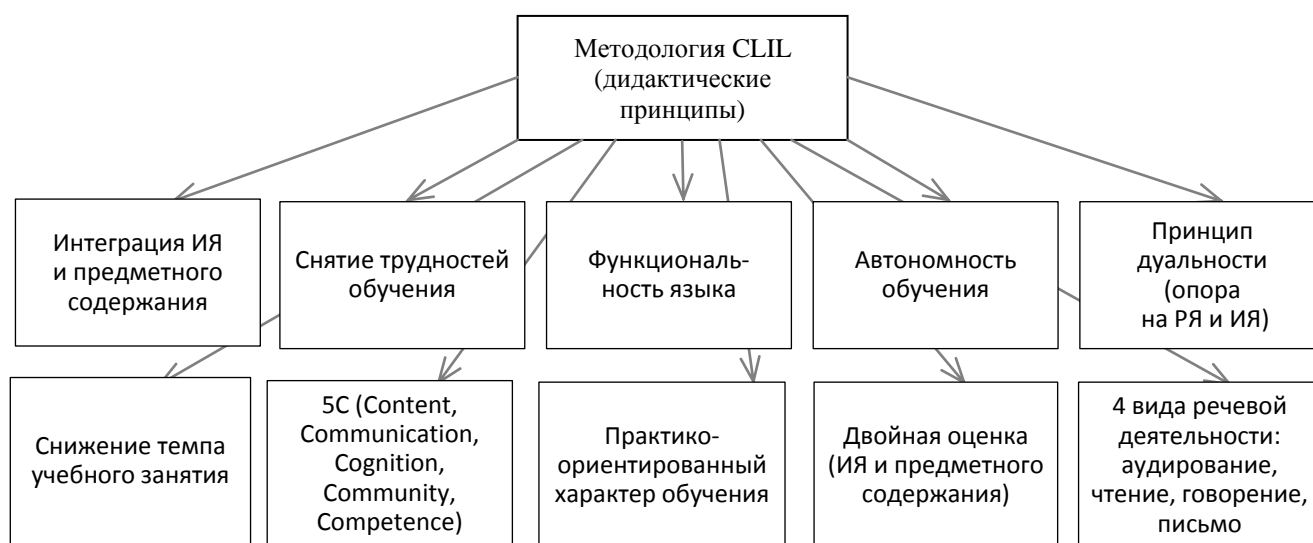 Методология CLIL
(дидактические
принципы)
Интеграция ИЯ
и предметного
содержания
Снятие трудностей
обучения
Функциональ-
ность языка
Автономность
обучения
Принцип
дуальности
(опора
на РЯ и ИЯ)
Снижение темпа
учебного занятия
5C (Content,
Communication,
Cognition,
Community,
Competence)
Практико-
ориентированный
характер обучения
Двойная оценка
(ИЯ и предметного
содержания)
4 вида речевой
деятельности:
аудирование,
чтение, говорение,
письмо